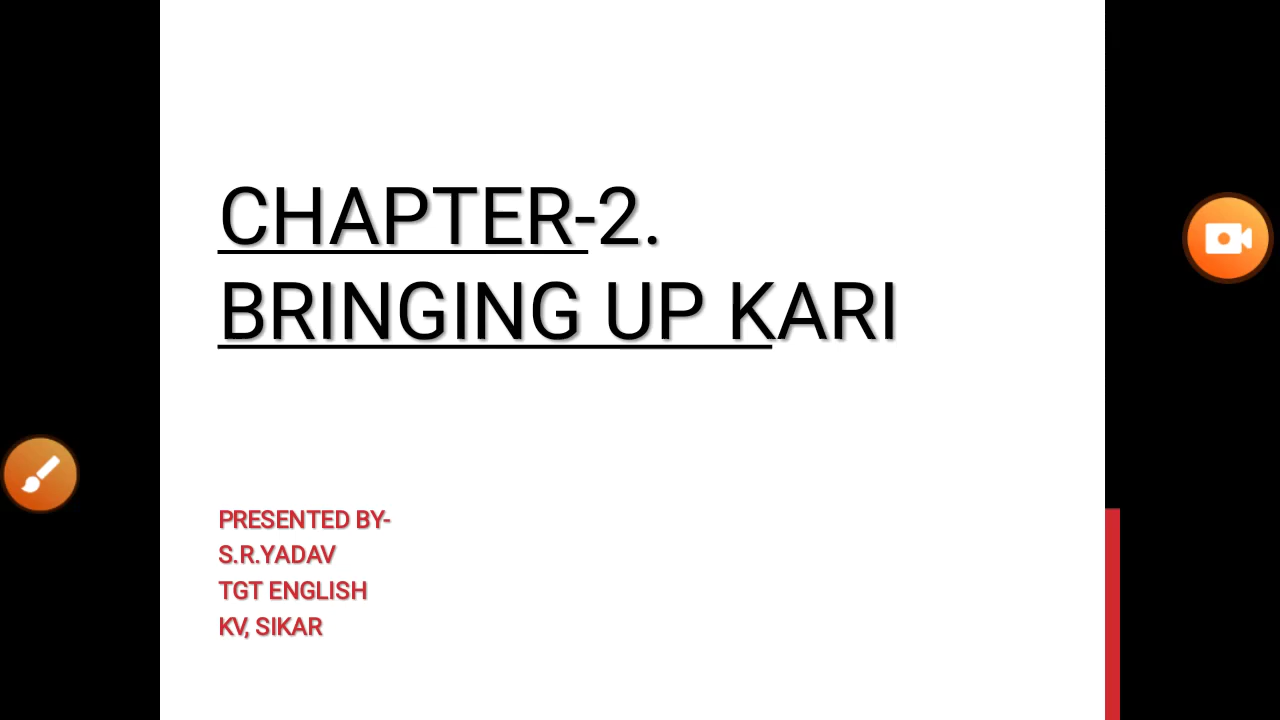 CHAPTER-2.
BRINGING UP KARI
PRESENTED BY-
S.R.YADAV
TGT ENGLISH
KV, SIKAR